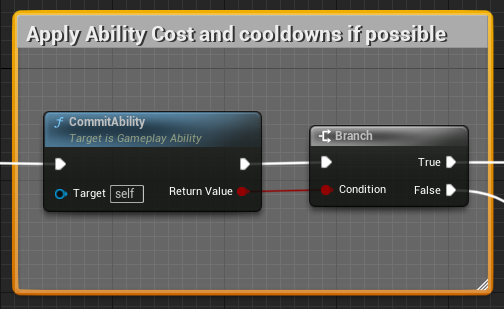 Apply Ability Cost and cooldowns if possible
f CommitAbility
Target is Gameplay Ability
Target self
Return Value
Branch
True
Condition
False